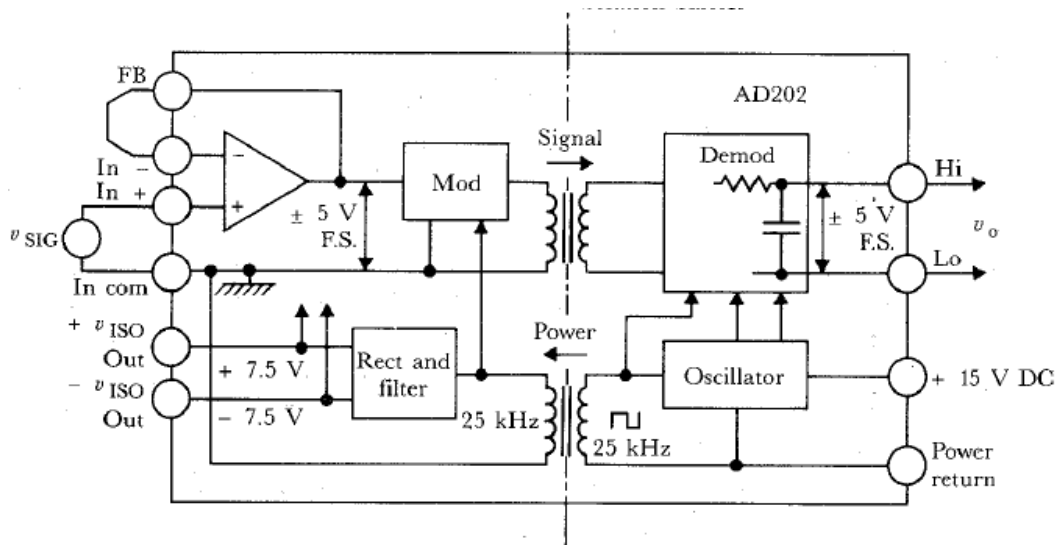 FB
AD202
Signal
Demod
In −
In +
−
+
Mod
± 5 V
F.S.
± 5 V
F.S.
Hi
v o
Lo
v SIG
In com
+ v ISO
Out
− v ISO
Out
+ 7.5 V
− 7.5 V
Rect and
filter
Power
25 kHz
25 kHz
Oscillator
+ 15 V DC
Power
return